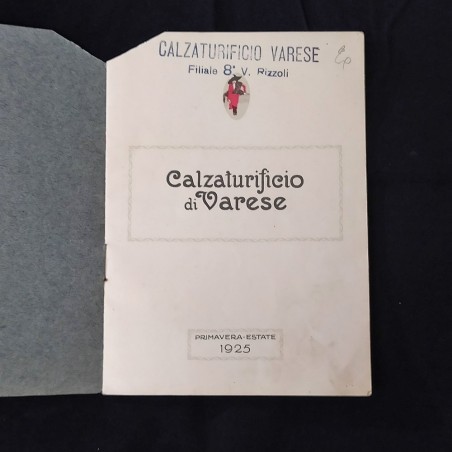 CALZATURIFICIO VARESE
Filiale 8ª V. Rizzoli
Calzaturificio
di Varese
PRIMAVERA-ESTATE
1925